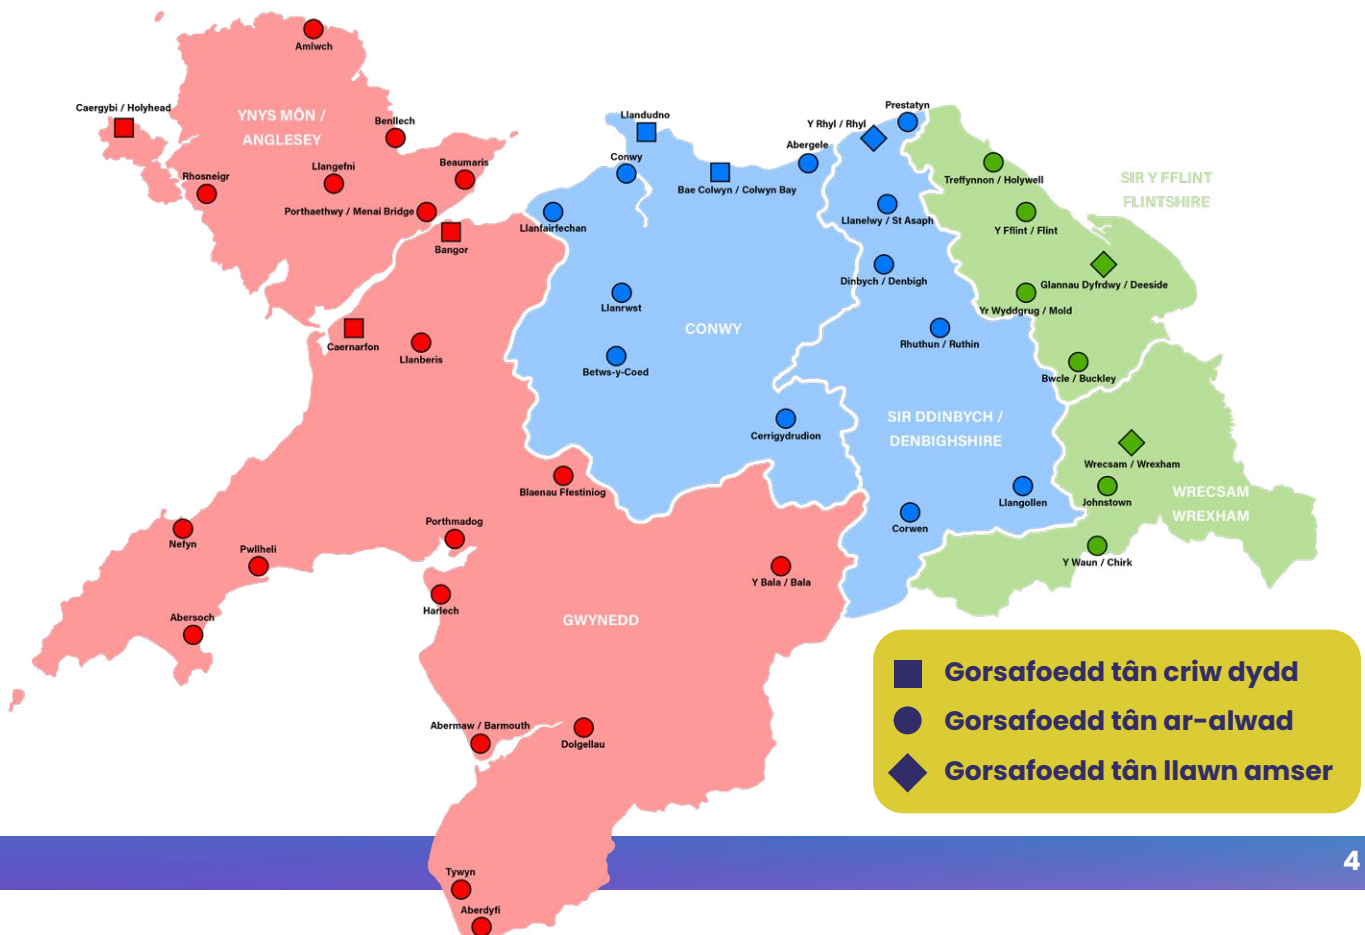 Amlwch
Caergybi / Holyhead
YNYS MÔN /
ANGLESEY
Benllech
Llangefni
Beaumaris
Rhosneigr
Porthaethwy / Menai Bridge
Bangor
Caernarfon
Llanberis
Llandudno
Conwy
Bae Colwyn / Colwyn Bay
Abergele
Y Rhyl / Rhyl
Prestatyn
Llanfairfechan
Llanelwy / St Asaph
Dinbych / Denbigh
Llanrwst
CONWY
Betws-y-Coed
Rhuthun / Ruthin
Cerrigydrudion
SIR DDINBYCH /
DENBIGHSHIRE
Llangollen
Corwen
Treffynnon / Holywell
SIR Y FFLINT
FLINTSHIRE
Y Fflint / Flint
Glannau Dyfrdwy / Deeside
Yr Wyddgrug / Mold
Bwcle / Buckley
Wrecsam / Wrexham
Johnstown
WRECSAM
WREXHAM
Y Waun / Chirk
Blaenau Ffestiniog
Porthmadog
Nefyn
Pwllheli
Y Bala / Bala
Harlech
Abersoch
GWYNEDD
Abermaw / Barmouth
Dolgellau
Tywyn
Aberdyfi
Gorsafoedd tân criw dydd
Gorsafoedd tân ar-alwad
Gorsafoedd tân llawn amser
4